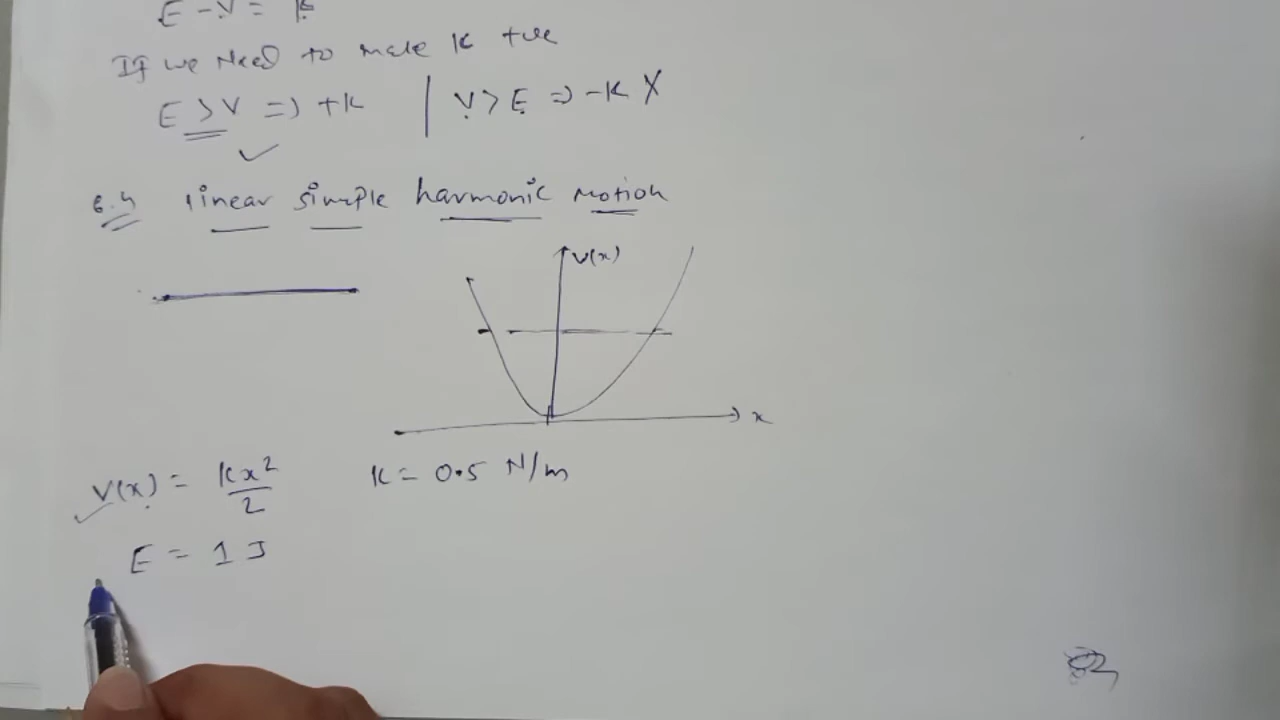 E - V = K
If we need to make K +ve
E > V => +K | V > E => -K X
6.4 linear simple harmonic motion
V(x)
x
V(x) = kx²/2 K = 0.5 N/m
E = 1 J